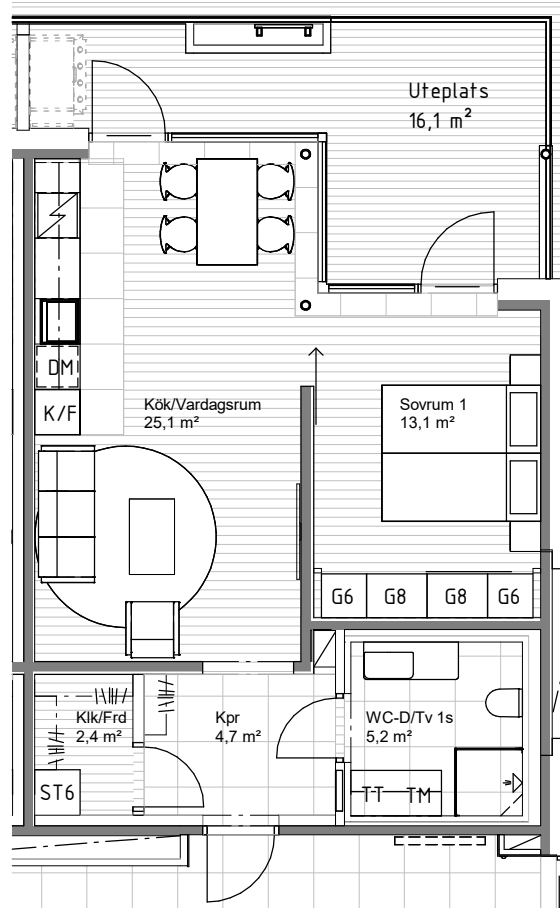 Uteplats
16,1 m²
DM
K/F
Kök/Vardagsrum
25,1 m²
Sovrum 1
13,1 m²
G6
G8
G8
G6
Klk/Frd
2,4 m²
Kpr
4,7 m²
WC-D/Tv 1s
5,2 m²
ST6
TT
TM